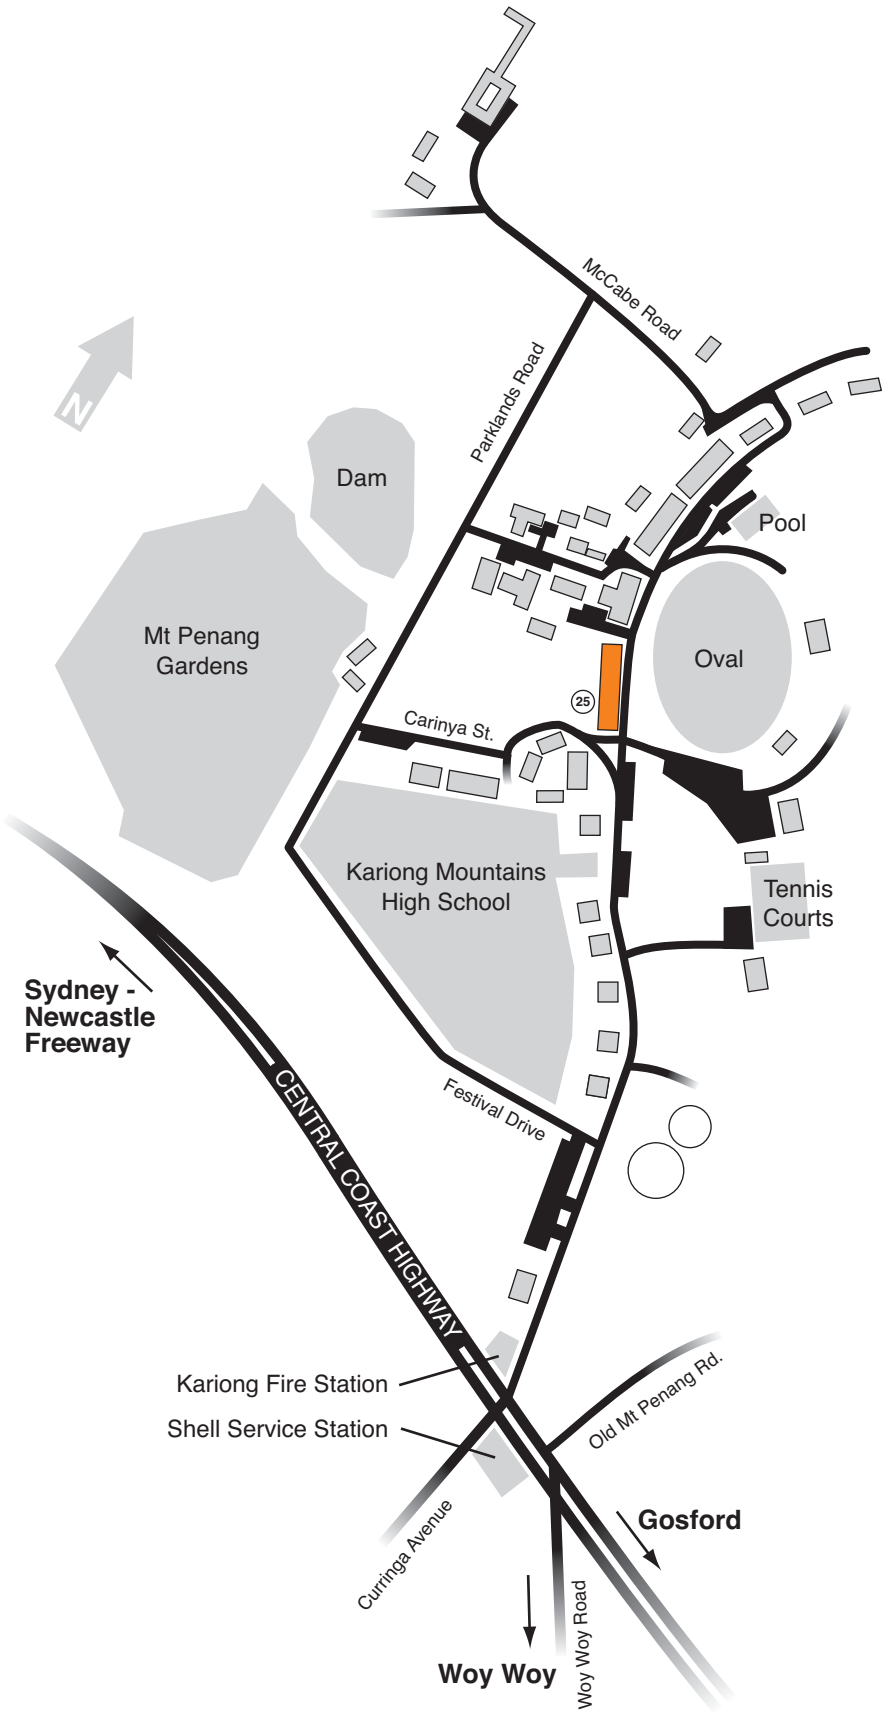 McCabe Road
Parklands Road
N
Dam
Pool
Mt Penang
Gardens
Oval
25
Carinya St.
Kariong Mountains
High School
Tennis
Courts
Sydney -
Newcastle
Freeway
CENTRAL COAST HIGHWAY
Festival Drive
Kariong Fire Station
Shell Service Station
Old Mt Penang Rd.
Curringa Avenue
Gosford
Woy Woy Road
Woy Woy